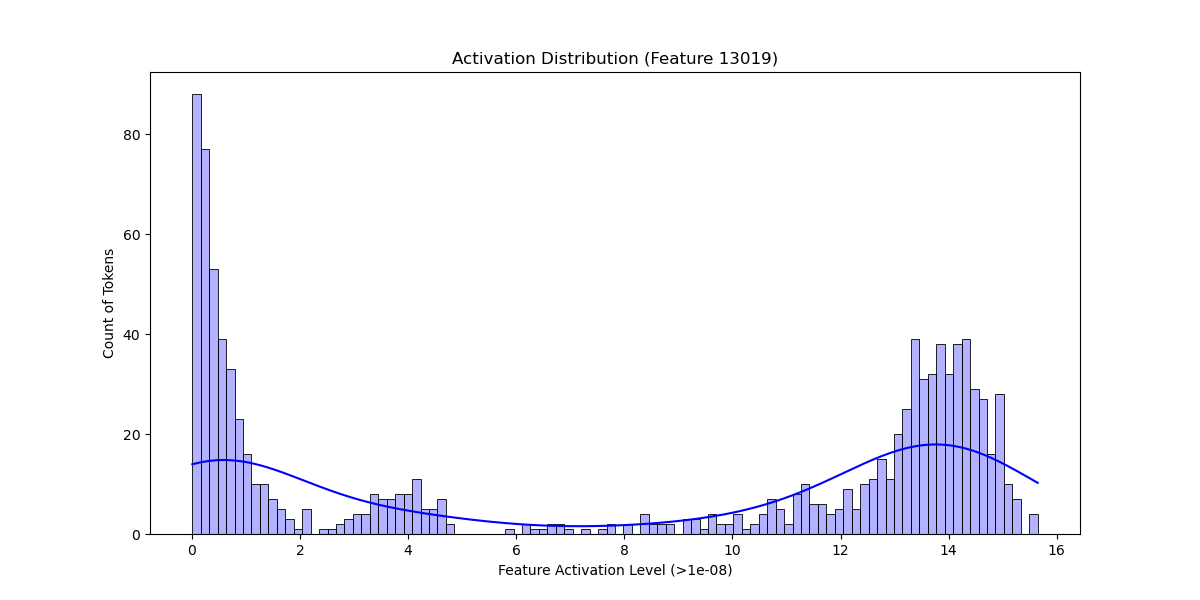 Activation Distribution (Feature 13019)
Count of Tokens
80
60
40
20
0
0 2 4 6 8 10 12 14 16
Feature Activation Level (>1e-08)